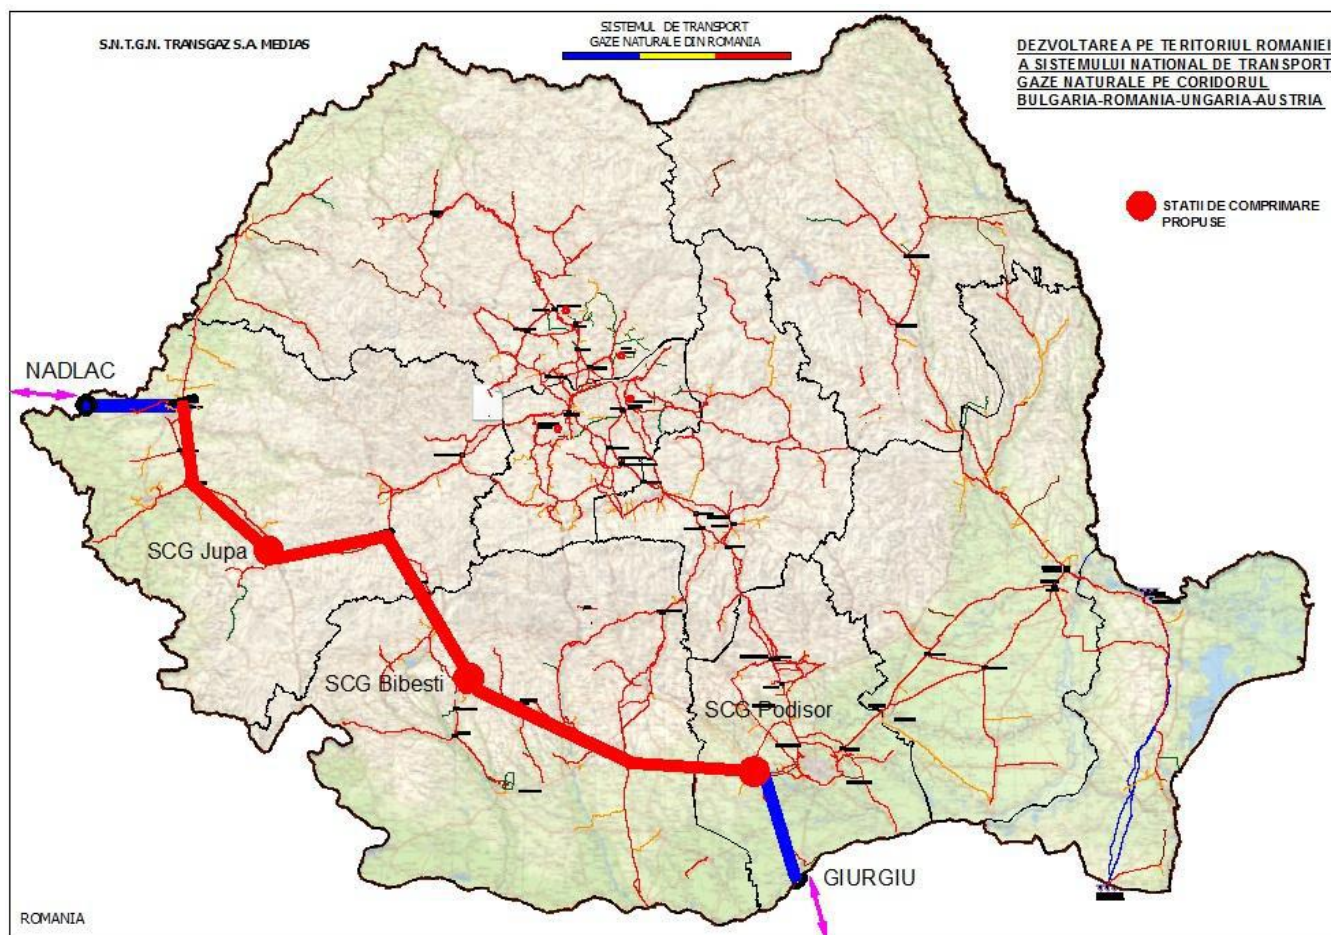 S.N.T.G.N. TRANSGAZ S.A. MEDIAS
SISTEMUL DE TRANSPORT
GAZE NATURALE DIN ROMANIA
DEZVOLTAREA PE TERITORIUL ROMANIEI
A SISTEMULUI NATIONAL DE TRANSPORT
GAZE NATURALE PE CORIDORUL
BULGARIA-ROMANIA-UNGARIA-AUSTRIA
STATII DE COMPRIMARE
PROPUSE
NADLAC
SCG Jupa
SCG Bibesti
SCG Podisor
GIURGIU
ROMANIA